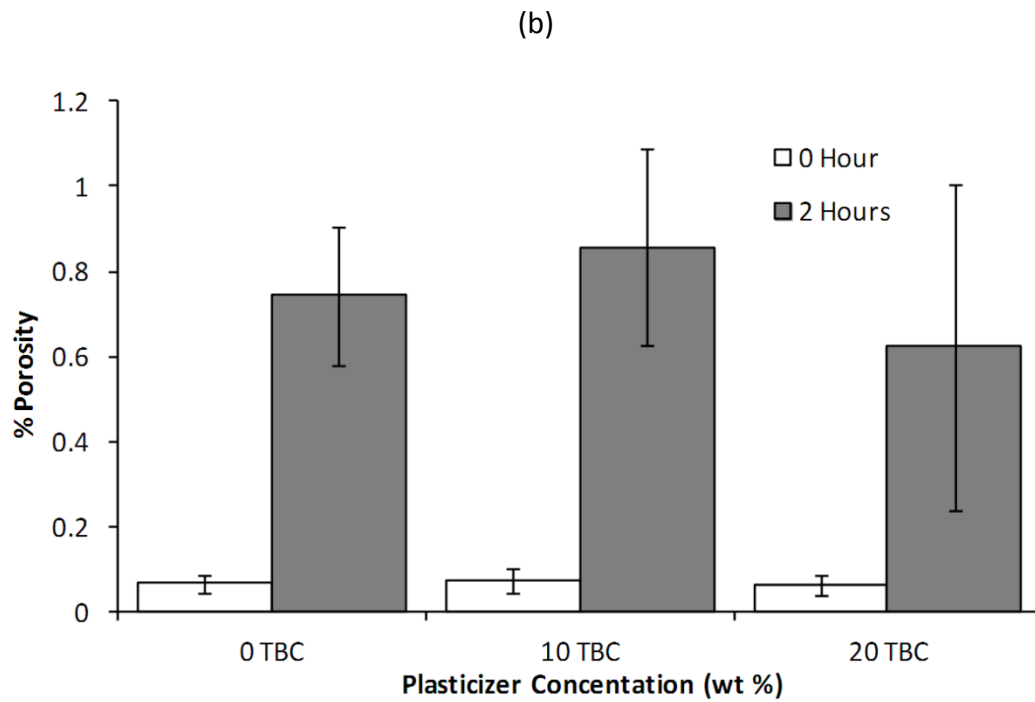 (b)
1.2
1
0.8
0.6
0.4
0.2
0
% Porosity
0 Hour
2 Hours
0 TBC
10 TBC
20 TBC
Plasticizer Concentation (wt %)